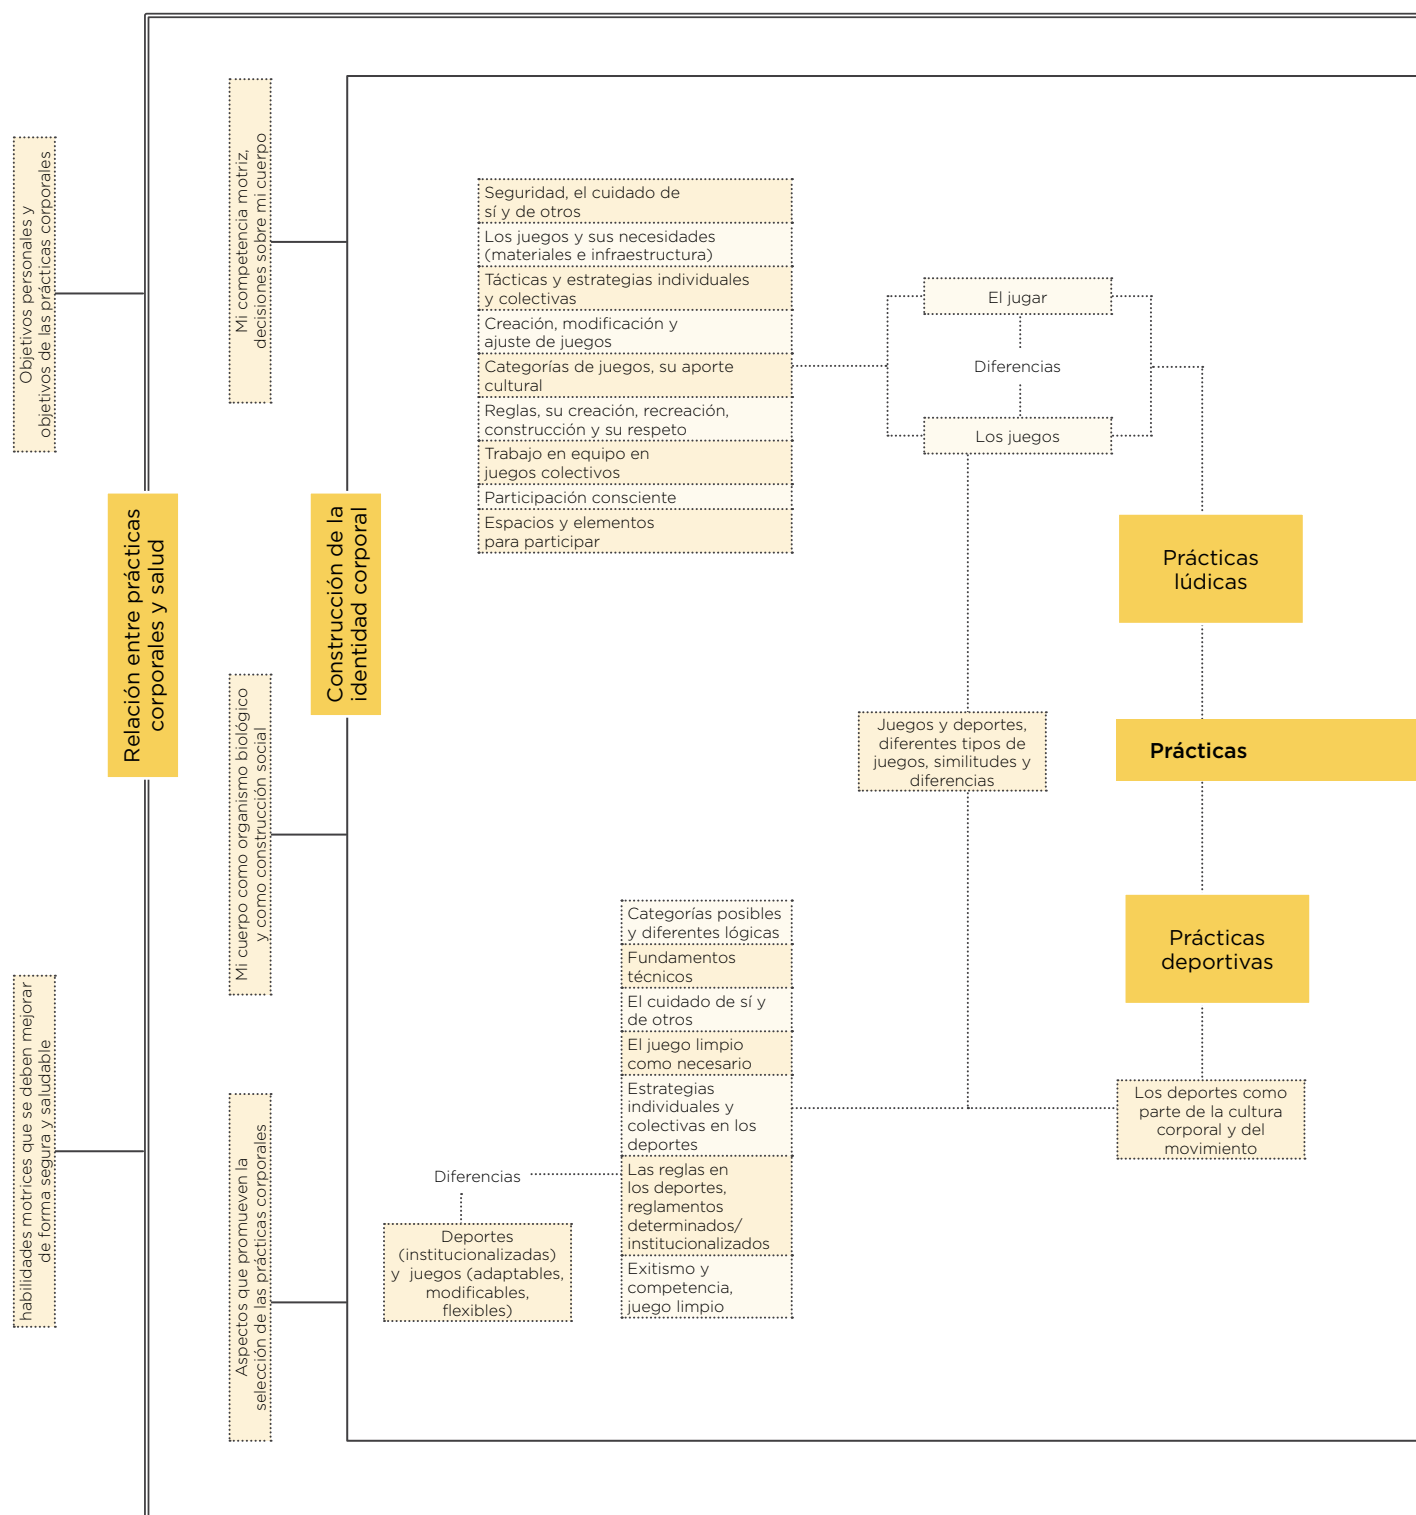 Objetivos personales y
objetivos de las prácticas corporales
habilidades motrices que se deben mejorar
de forma segura y saludable
Relación entre prácticas
corporales y salud
Mi competencia motriz,
decisiones sobre mi cuerpo
Mi cuerpo como organismo biológico
y como construcción social
Aspectos que promueven la
selección de las prácticas corporales
Construcción de la
identidad corporal
Seguridad, el cuidado de
sí y de otros
Los juegos y sus necesidades
(materiales e infraestructura)
Tácticas y estrategias individuales
y colectivas
Creación, modificación y
ajuste de juegos
Categorías de juegos, su aporte
cultural
Reglas, su creación, recreación,
construcción y su respeto
Trabajo en equipo en
juegos colectivos
Participación consciente
Espacios y elementos
para participar
El jugar
Diferencias
Los juegos
Prácticas
lúdicas
Juegos y deportes,
diferentes tipos de
juegos, similitudes y
diferencias
Prácticas
Prácticas
deportivas
Los deportes como
parte de la cultura
corporal y del
movimiento
Categorías posibles
y diferentes lógicas
Fundamentos
técnicos
El cuidado de sí y
de otros
El juego limpio
como necesario
Estrategias
individuales y
colectivas en los
deportes
Las reglas en
los deportes,
reglamentos
determinados/
institucionalizados
Exitismo y
competencia,
juego limpio
Diferencias
Deportes
(institucionalizadas)
y juegos (adaptables,
modificables,
flexibles)